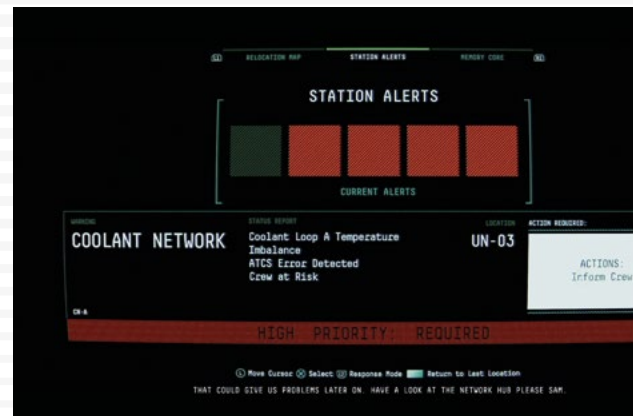 L1 RELOCATION MAP STATION ALERTS MEMORY CORE R1
STATION ALERTS
CURRENT ALERTS
WARNING
COOLANT NETWORK
CN-A
STATUS REPORT
Coolant Loop A Temperature
Imbalance
ATCS Error Detected
Crew at Risk
LOCATION
UN-03
ACTION REQUIRED:
ACTIONS:
Inform Crew
HIGH PRIORITY: REQUIRED
L Move Cursor Select Response Mode Return to Last Location
THAT COULD GIVE US PROBLEMS LATER ON. HAVE A LOOK AT THE NETWORK HUB PLEASE SAM.